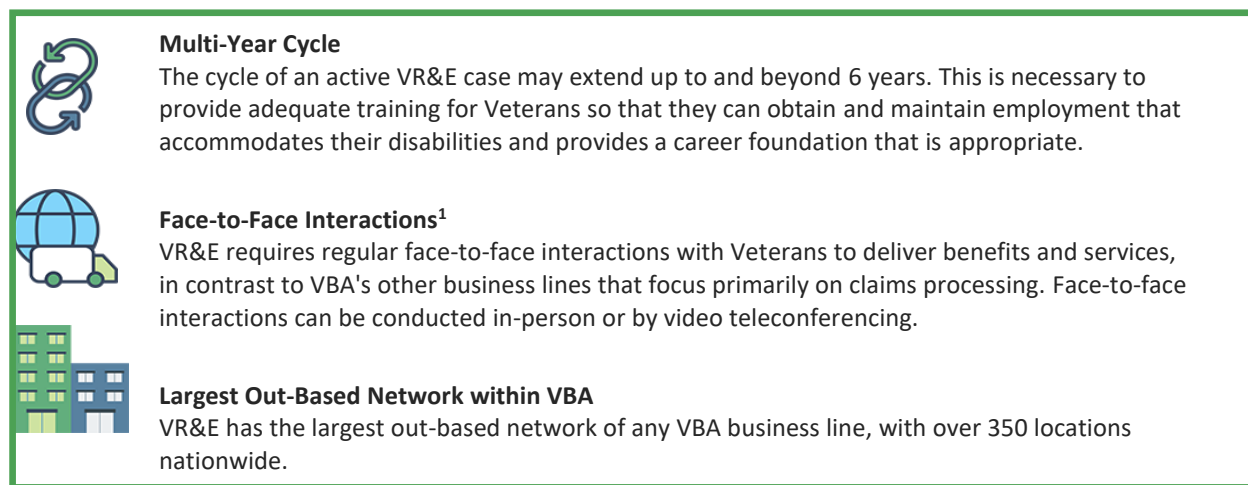 Multi-Year Cycle
The cycle of an active VR&E case may extend up to and beyond 6 years. This is necessary to
provide adequate training for Veterans so that they can obtain and maintain employment that
accommodates their disabilities and provides a career foundation that is appropriate.
Face-to-Face Interactions¹
VR&E requires regular face-to-face interactions with Veterans to deliver benefits and services,
in contrast to VBA's other business lines that focus primarily on claims processing. Face-to-face
interactions can be conducted in-person or by video teleconferencing.
Largest Out-Based Network within VBA
VR&E has the largest out-based network of any VBA business line, with over 350 locations
nationwide.